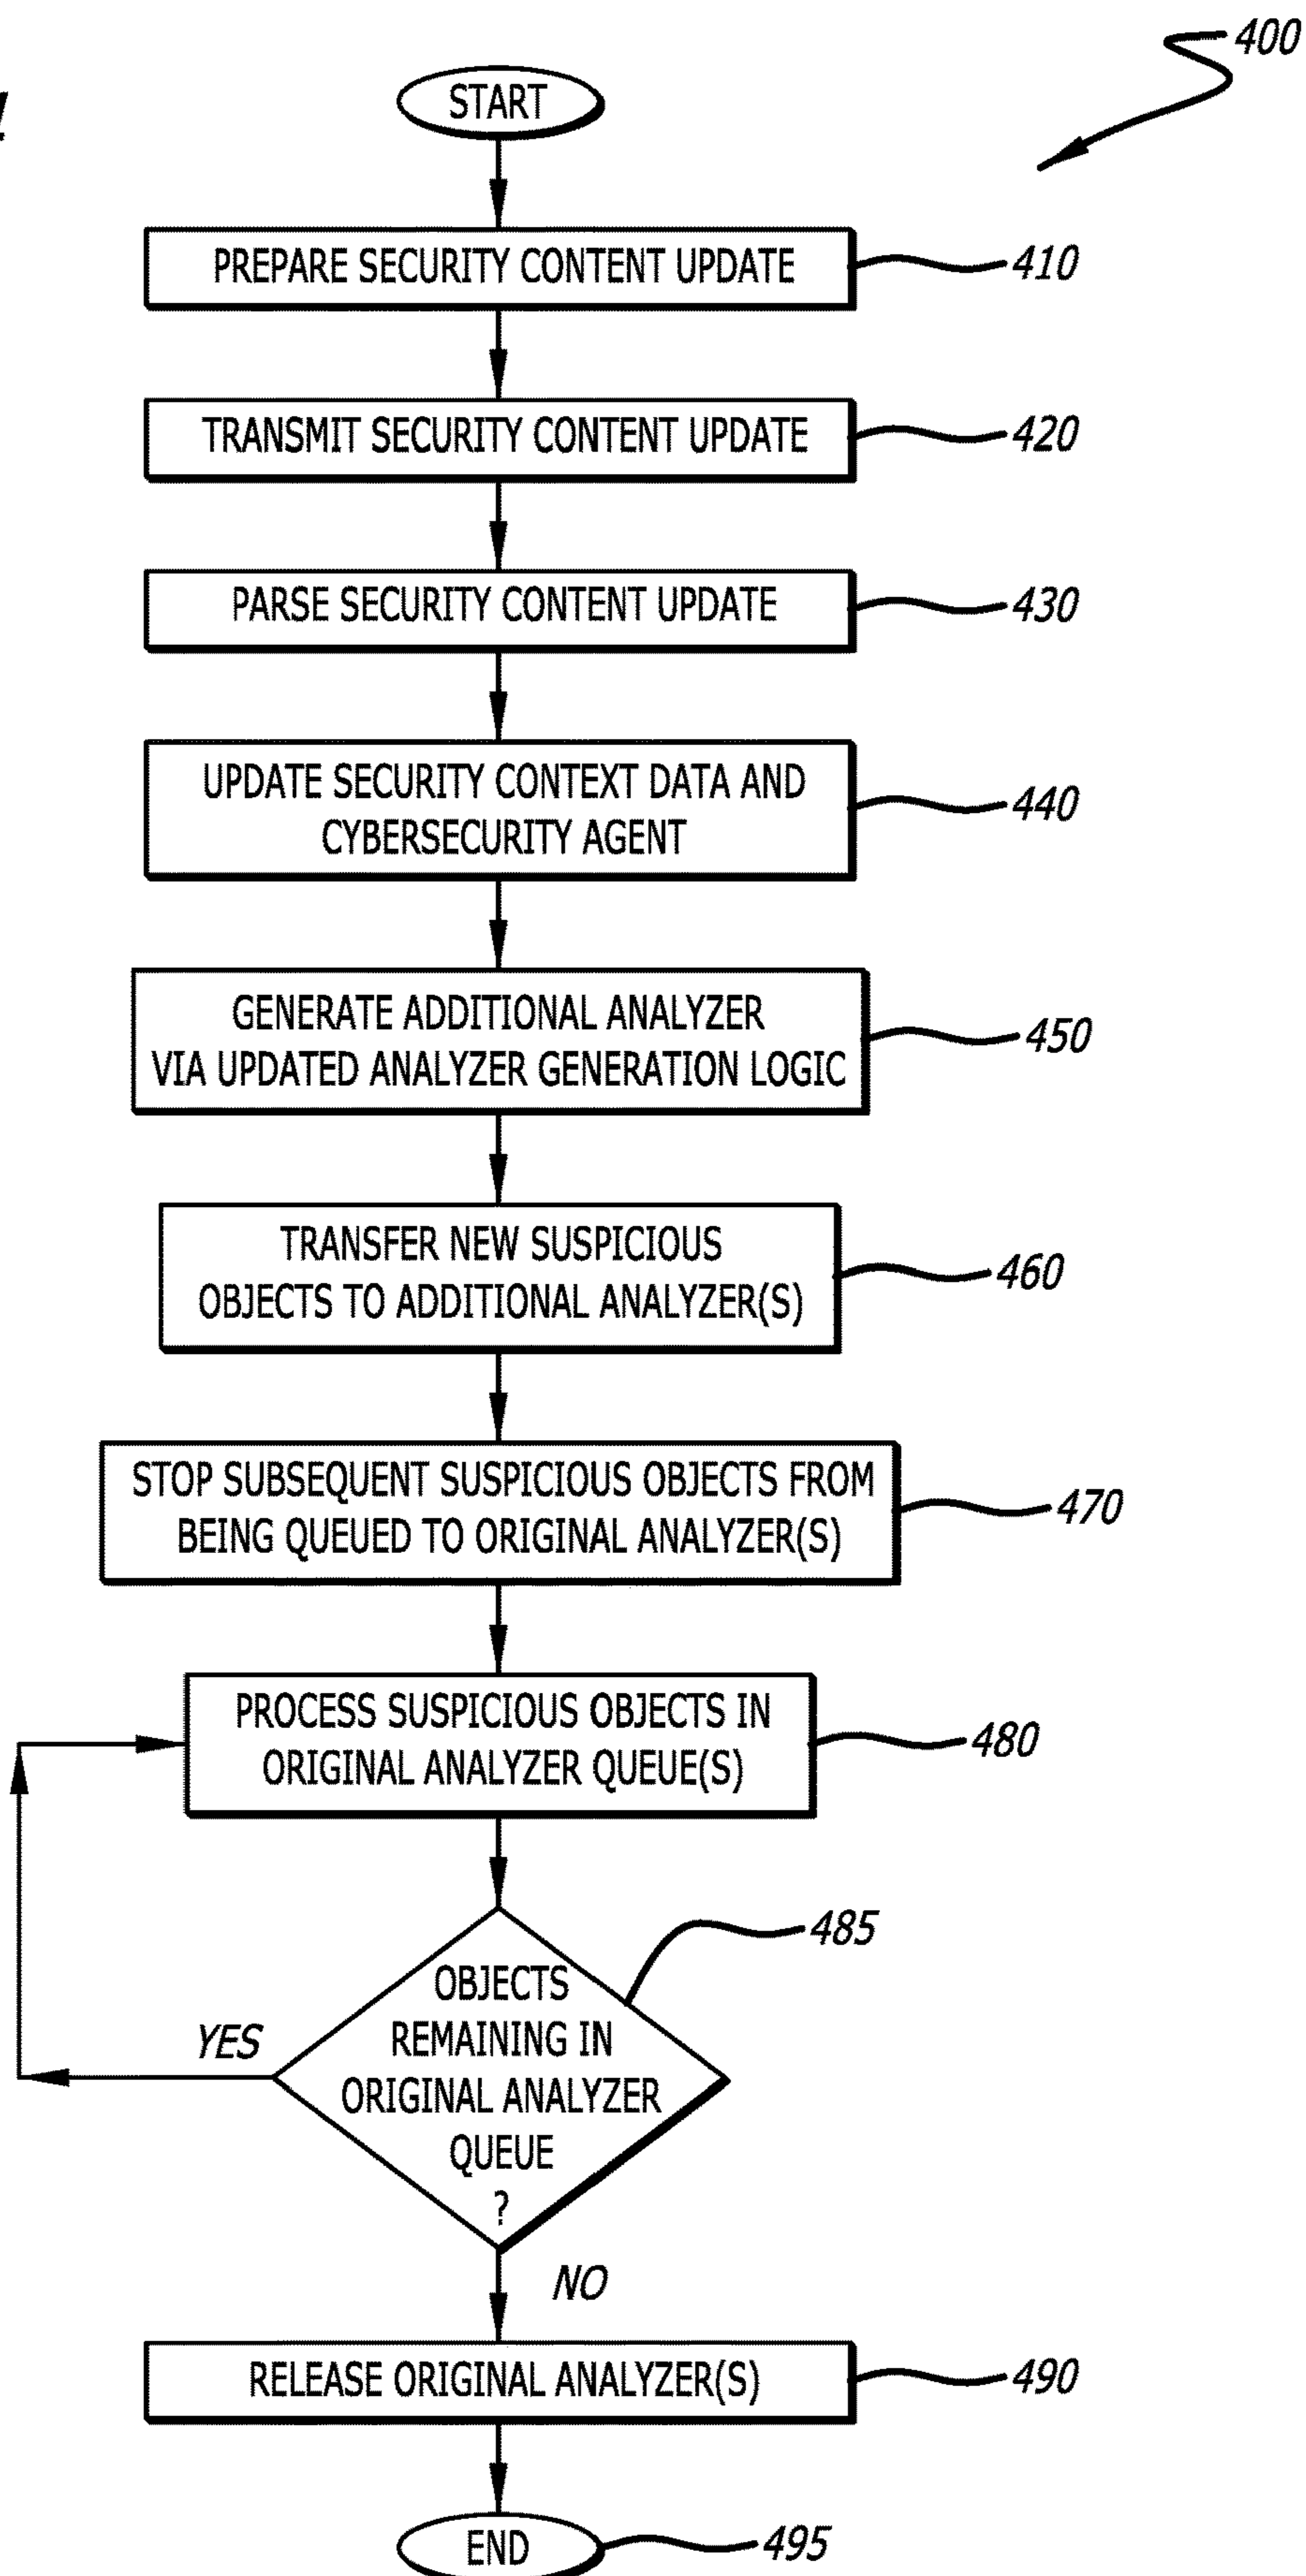 400
START
PREPARE SECURITY CONTENT UPDATE
410
TRANSMIT SECURITY CONTENT UPDATE
420
PARSE SECURITY CONTENT UPDATE
430
UPDATE SECURITY CONTEXT DATA AND
CYBERSECURITY AGENT
440
GENERATE ADDITIONAL ANALYZER
VIA UPDATED ANALYZER GENERATION LOGIC
450
TRANSFER NEW SUSPICIOUS
OBJECTS TO ADDITIONAL ANALYZER(S)
460
STOP SUBSEQUENT SUSPICIOUS OBJECTS FROM
BEING QUEUED TO ORIGINAL ANALYZER(S)
470
PROCESS SUSPICIOUS OBJECTS IN
ORIGINAL ANALYZER QUEUE(S)
480
485
OBJECTS
REMAINING IN
ORIGINAL ANALYZER
QUEUE
?
YES
NO
RELEASE ORIGINAL ANALYZER(S)
490
END
495